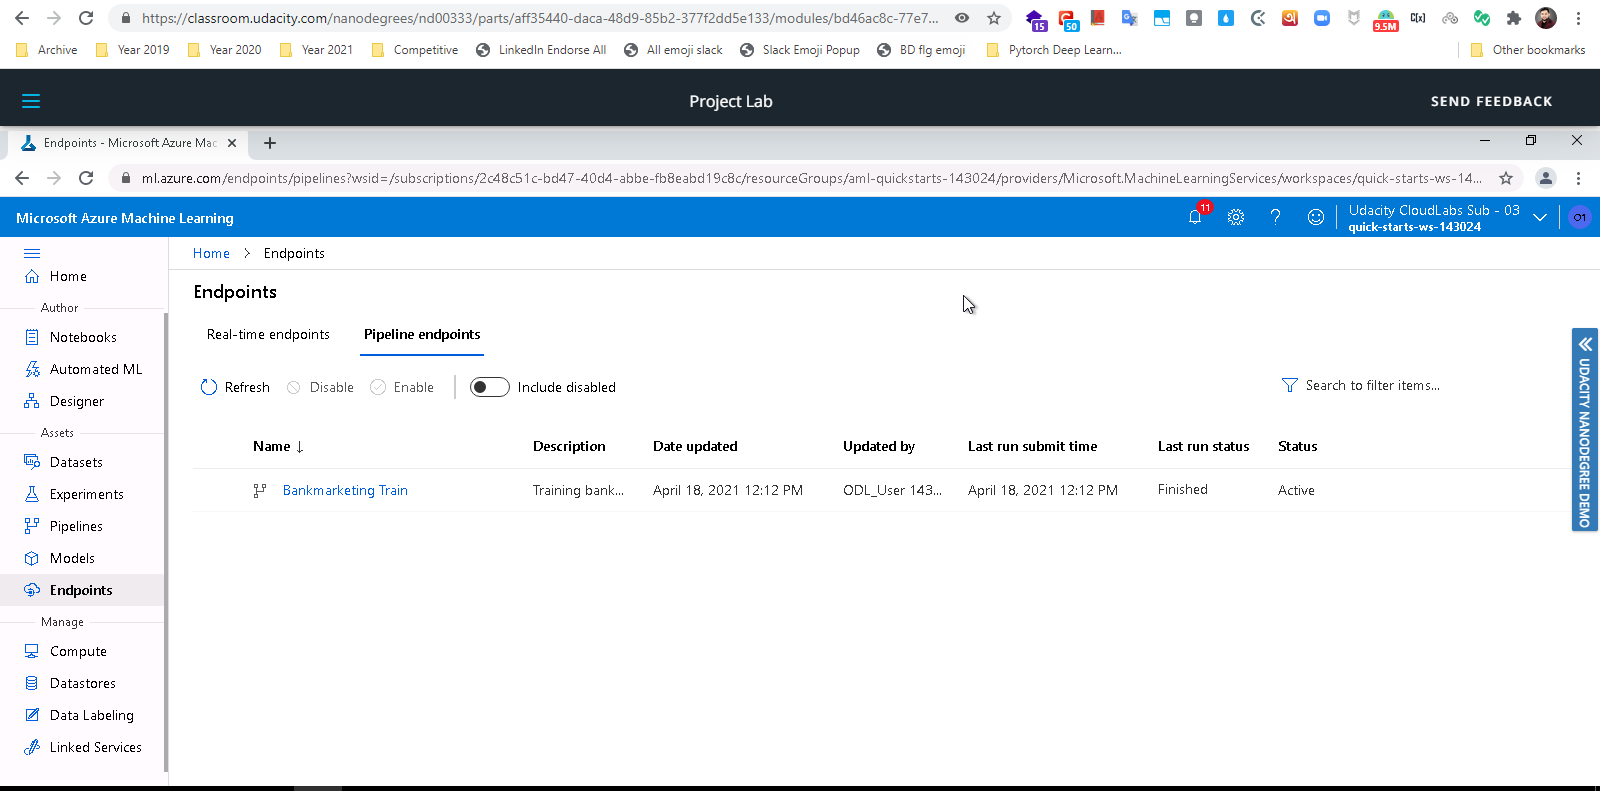 https://classroom.udacity.com/nanodegrees/nd00333/parts/aff35440-daca-48d9-85b2-377f2dd5e133/modules/bd46ac8c-77e7...
15
50
9.5M
Archive
Year 2019
Year 2020
Year 2021
Competitive
LinkedIn Endorse All
All emoji slack
Slack Emoji Popup
BD flg emoji
Pytorch Deep Learn...
Other bookmarks
Project Lab
SEND FEEDBACK
Endpoints - Microsoft Azure Mac
ml.azure.com/endpoints/pipelines?wsid=/subscriptions/2c48c51c-bd47-40d4-abbe-fb8eabd19c8c/resourceGroups/aml-quickstarts-143024/providers/Microsoft.MachineLearningServices/workspaces/quick-starts-ws-14...
Microsoft Azure Machine Learning
11
Udacity CloudLabs Sub - 03
quick-starts-ws-143024
O1
Home
Author
Notebooks
Automated ML
Designer
Assets
Datasets
Experiments
Pipelines
Models
Endpoints
Manage
Compute
Datastores
Data Labeling
Linked Services
Home > Endpoints
Endpoints
Real-time endpoints
Pipeline endpoints
Refresh
Disable
Enable
Include disabled
Search to filter items...
Name ↓ Description Date updated Updated by Last run submit time Last run status Status
Bankmarketing Train Training bank... April 18, 2021 12:12 PM ODL_User 143... April 18, 2021 12:12 PM Finished Active
UDACITY NANODEGREE DEMO